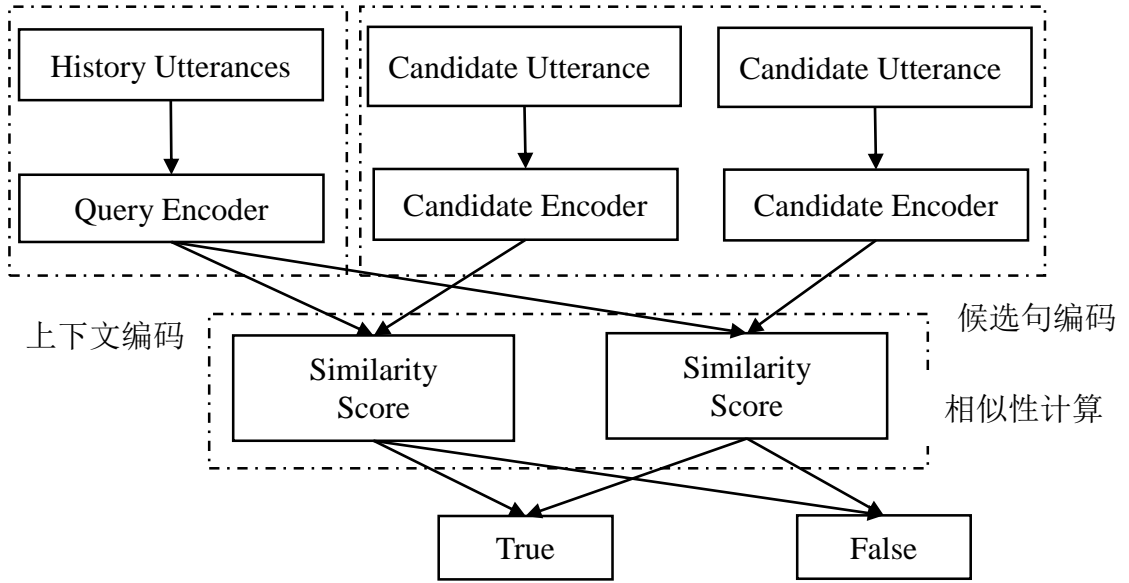 History Utterances
Candidate Utterance
Candidate Utterance
Query Encoder
Candidate Encoder
Candidate Encoder
上下文编码
候选句编码
Similarity
Score
Similarity
Score
相似性计算
True
False